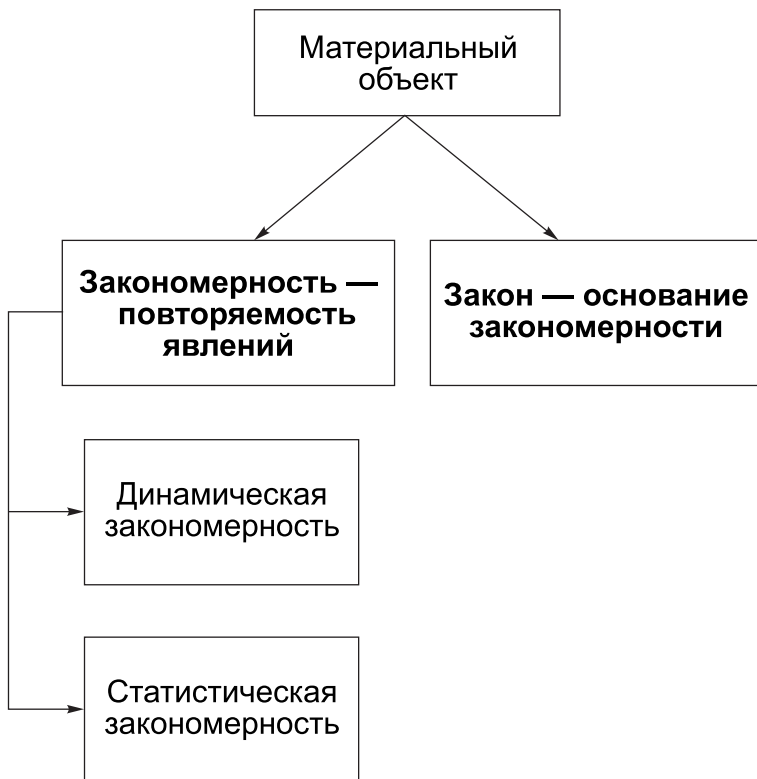 Материальный
объект
Закономерность —
повторяемость
явлений
Закон — основание
закономерности
Динамическая
закономерность
Статистическая
закономерность